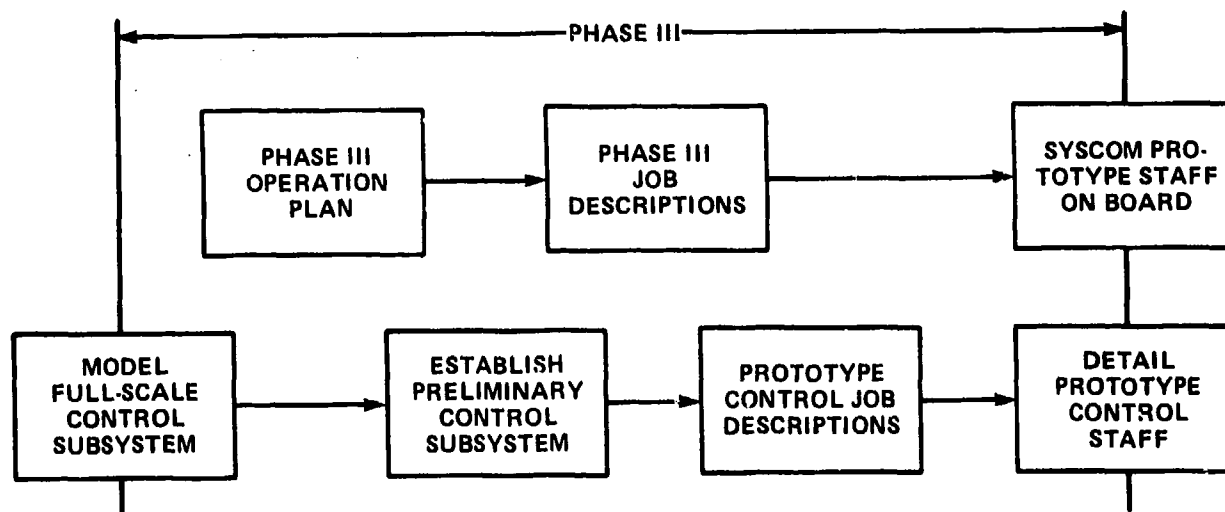 PHASE III
PHASE III
OPERATION
PLAN
PHASE III
JOB
DESCRIPTIONS
SYSCOM PRO-
TOTYPE STAFF
ON BOARD
MODEL
FULL-SCALE
CONTROL
SUBSYSTEM
ESTABLISH
PRELIMINARY
CONTROL
SUBSYSTEM
PROTOTYPE
CONTROL JOB
DESCRIPTIONS
DETAIL
PROTOTYPE
CONTROL
STAFF